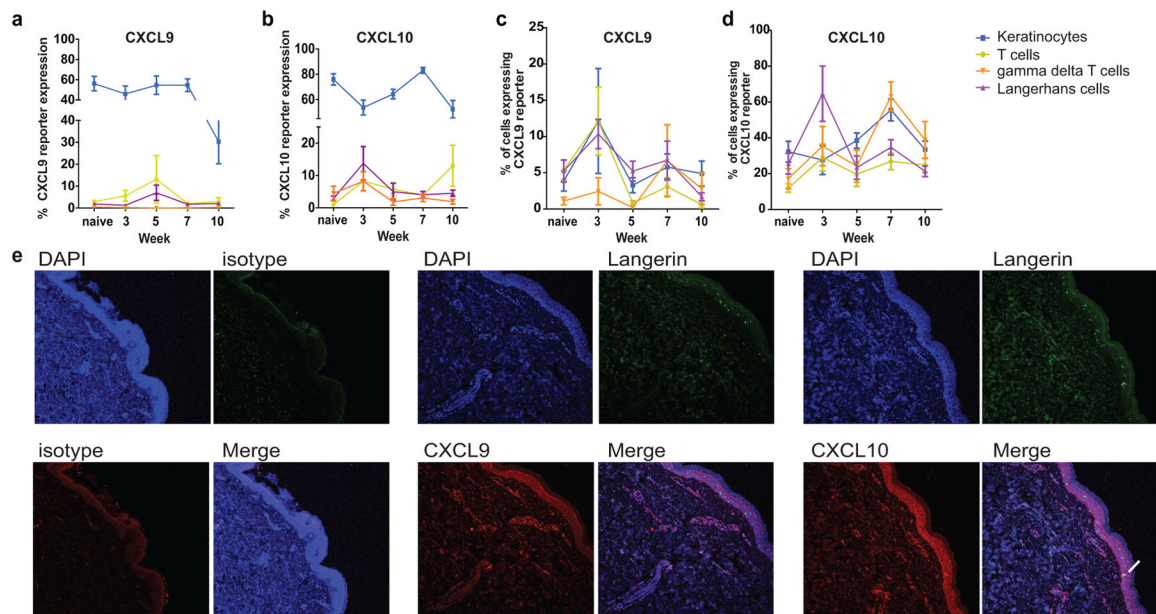 a
CXCL9
% CXCL9 reporter expression
100
80
60
40
40
30
20
10
0
naive 3 5 7 10
Week
b
CXCL10
% CXCL10 reporter expression
100
80
60
40
30
20
10
0
naive 3 5 7 10
Week
c
CXCL9
% of cells expressing
CXCL9 reporter
25
20
15
10
5
0
naive 3 5 7 10
Week
d
CXCL10
% of cells expressing
CXCL10 reporter
100
80
60
40
20
0
naive 3 5 7 10
Week
Keratinocytes
T cells
gamma delta T cells
Langerhans cells
e
DAPI isotype DAPI Langerin DAPI Langerin
isotype Merge CXCL9 Merge CXCL10 Merge